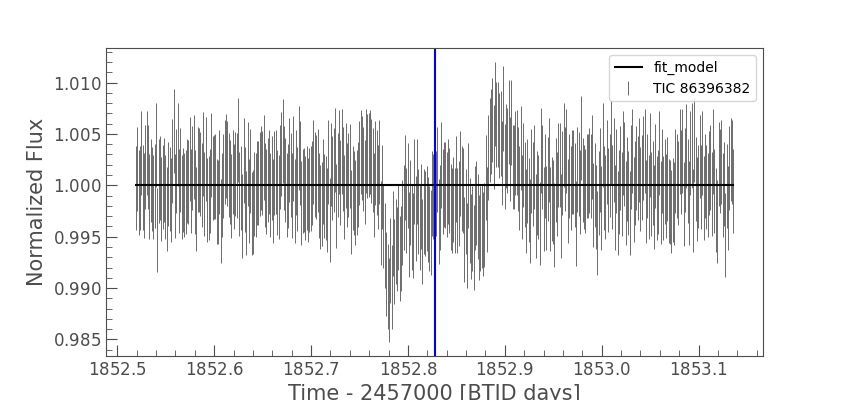 fit_model
TIC 86396382
1.010
1.005
1.000
0.995
0.990
0.985
Normalized Flux
1852.5 1852.6 1852.7 1852.8 1852.9 1853.0 1853.1
Time - 2457000 [BTJD days]